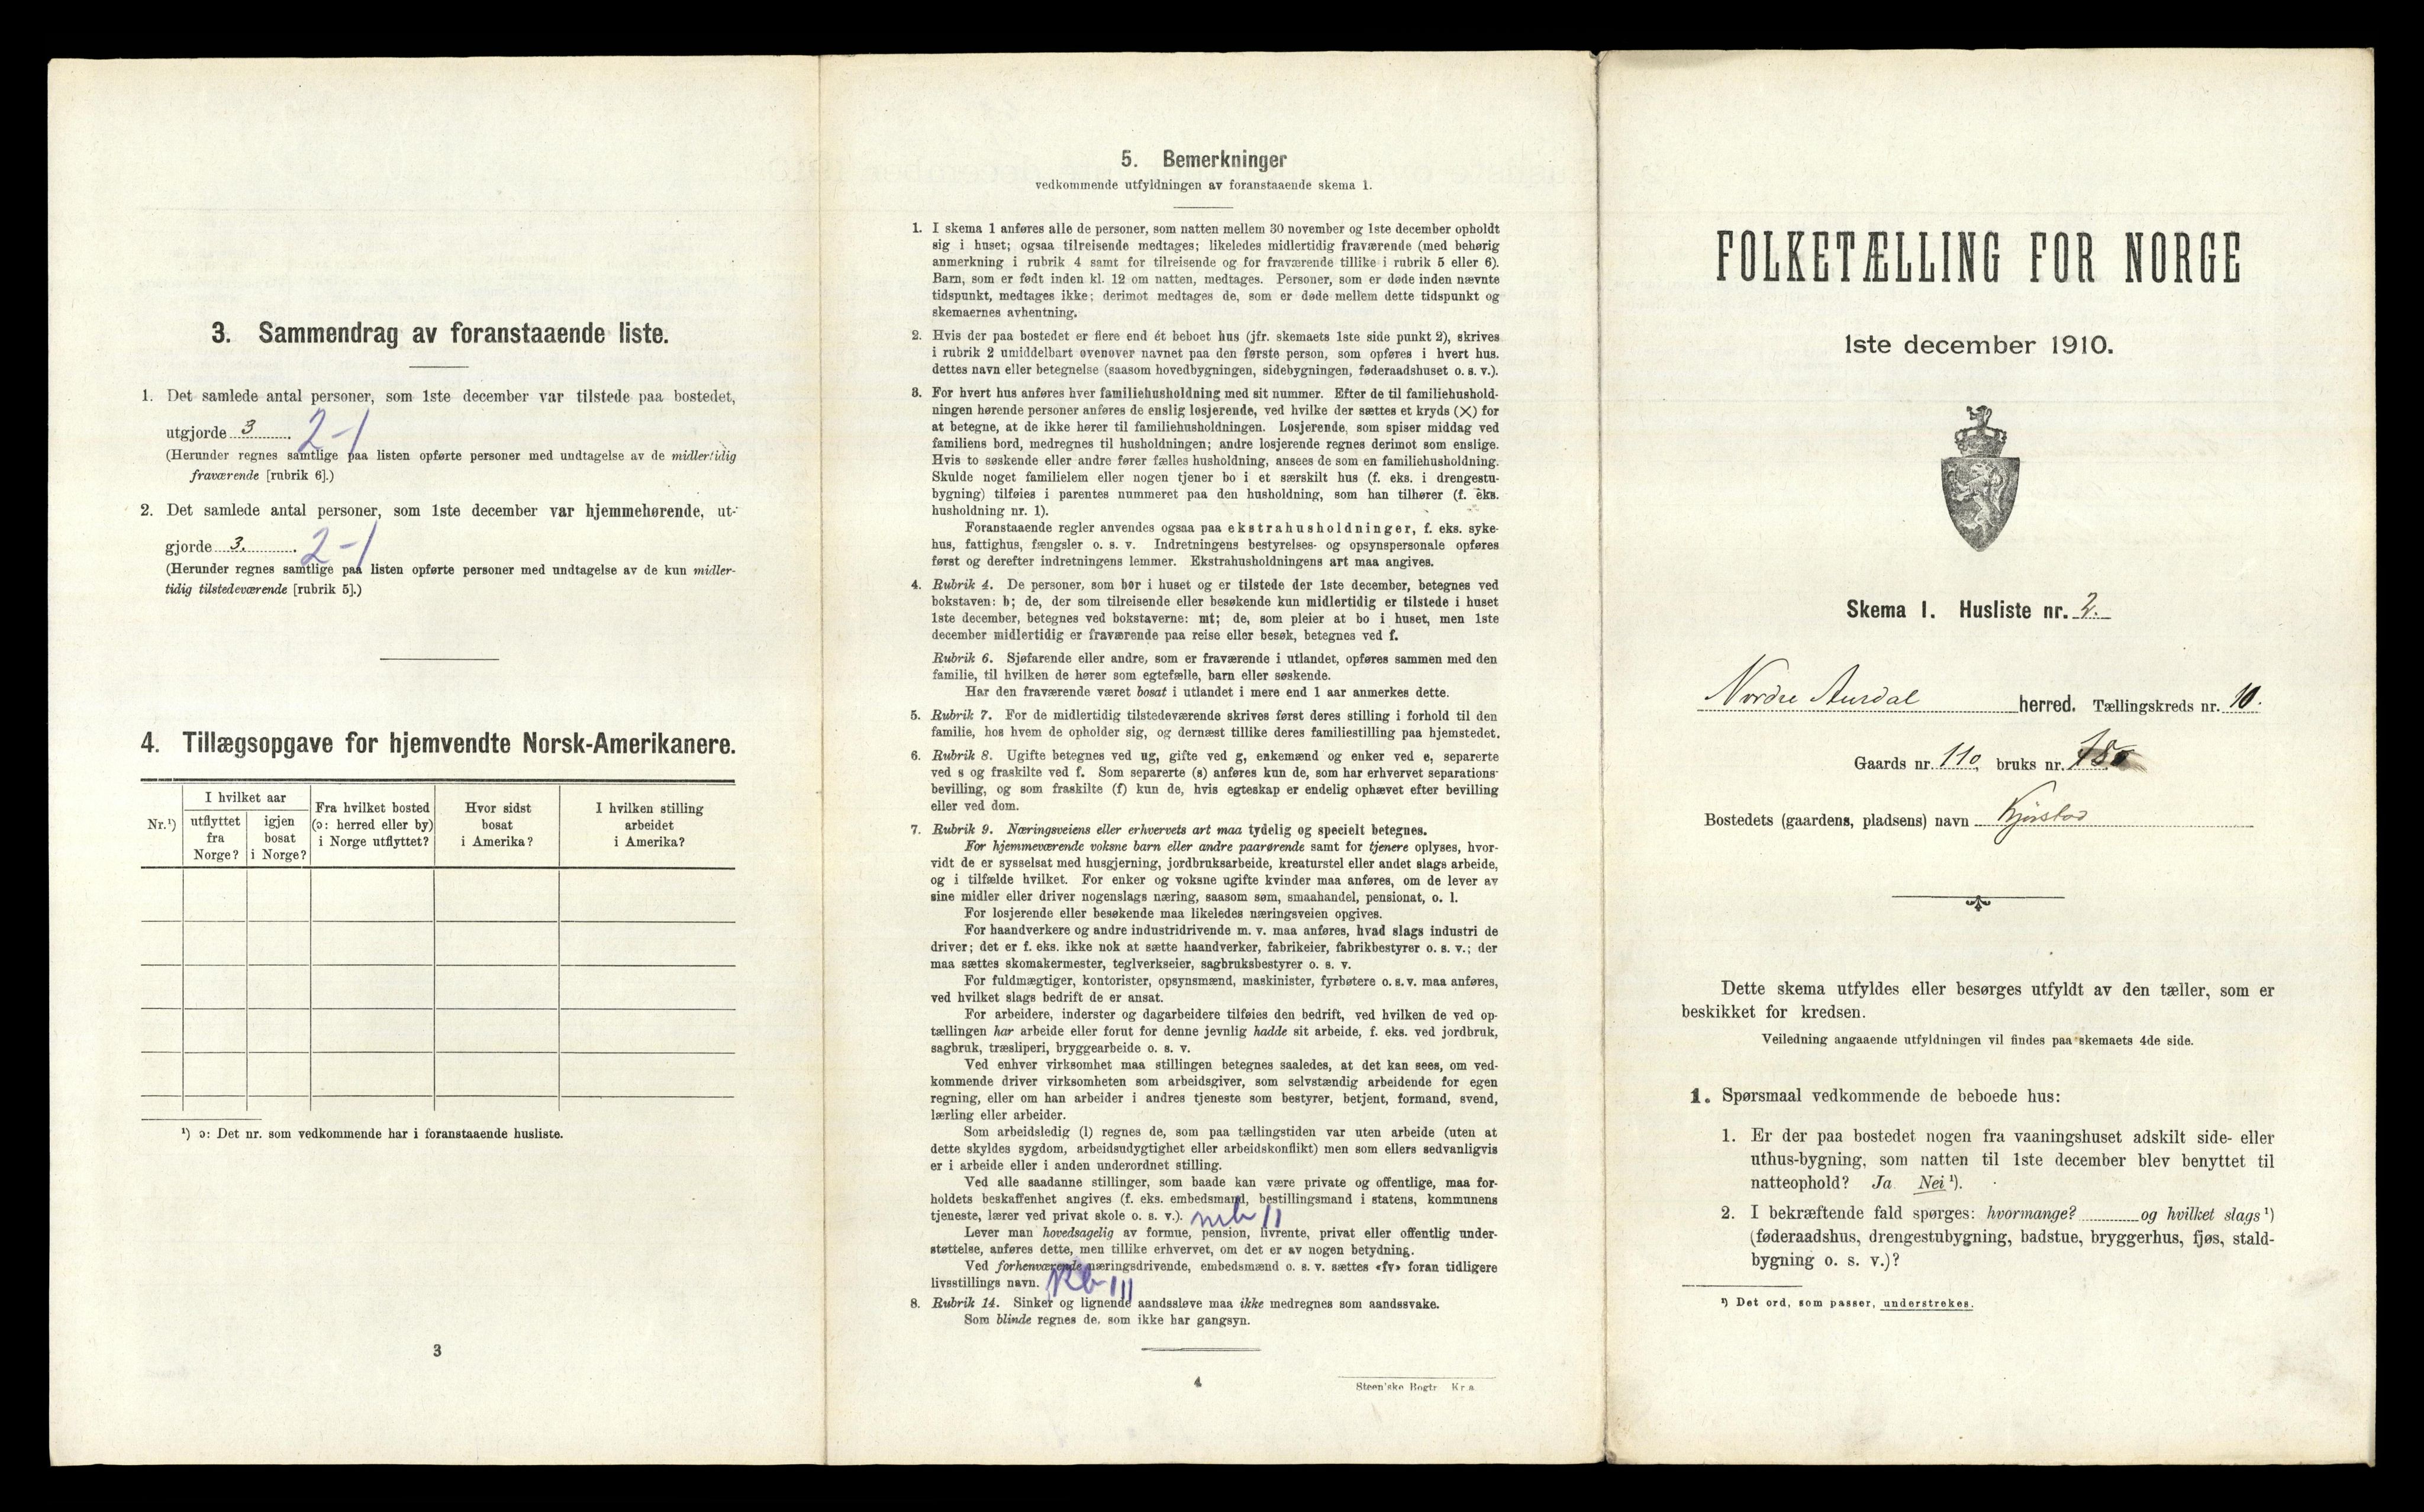 3. Sammendrag av foranstaaende liste.
1. Det samlede antal personer, som 1ste december var tilstede paa bostedet,
utgjorde 3. 2-1
(Herunder regnes samtlige paa listen opførte personer med undtagelse av de midlertidig
fraværende [rubrik 6].)
2. Det samlede antal personer, som 1ste december var hjemmehørende, ut-
gjorde 3. 2-1
(Herunder regnes samtlige paa listen opførte personer med undtagelse av de kun midler-
tidig tilstedeværende [rubrik 5].)
4. Tillægsopgave for hjemvendte Norsk-Amerikanere.
Nr.¹)
I hvilket aar
utflyttet
fra
Norge?
igjen
bosat
i Norge?
Fra hvilket bosted
(ɔ: herred eller by)
i Norge utflyttet?
Hvor sidst
bosat
i Amerika?
I hvilken stilling
arbeidet
i Amerika?
¹) ɔ: Det nr. som vedkommende har i foranstaaende husliste.
3
5. Bemerkninger
vedkommende utfyldningen av foranstaaende skema 1.
1. I skema 1 anføres alle de personer, som natten mellem 30 november og 1ste december opholdt
sig i huset; ogsaa tilreisende medtages; likeledes midlertidig fraværende (med behørig
anmerkning i rubrik 4 samt for tilreisende og for fraværende tillike i rubrik 5 eller 6).
Barn, som er født inden kl. 12 om natten, medtages. Personer, som er døde inden nævnte
tidspunkt, medtages ikke; derimot medtages de, som er døde mellem dette tidspunkt og
skemaernes avhentning.
2. Hvis der paa bostedet er flere end ét beboet hus (jfr. skemaets 1ste side punkt 2), skrives
i rubrik 2 umiddelbart ovenover navnet paa den første person, som opføres i hvert hus.
dettes navn eller betegnelse (saasom hovedbygningen, sidebygningen, føderaadshuset o. s. v.).
3. For hvert hus anføres hver familiehusholdning med sit nummer. Efter de til familiehushold-
ningen hørende personer anføres de enslig losjerende, ved hvilke der sættes et kryds (×) for
at betegne, at de ikke hører til familiehusholdningen. Losjerende, som spiser middag ved
familiens bord, medregnes til husholdningen; andre losjerende regnes derimot som enslige.
Hvis to søskende eller andre fører fælles husholdning, ansees de som en familiehusholdning.
Skulde noget familielem eller nogen tjener bo i et særskilt hus (f. eks. i drengestu-
bygning) tilføies i parentes nummeret paa den husholdning, som han tilhører (f. eks.
husholdning nr. 1).
Foranstaaende regler anvendes ogsaa paa ekstrahusholdninger, f. eks. syke-
hus, fattighus, fængsler o. s. v. Indretningens bestyrelses- og opsynspersonale opføres
først og derefter indretningens lemmer. Ekstrahusholdningens art maa angives.
4. Rubrik 4. De personer, som bor i huset og er tilstede der 1ste december, betegnes ved
bokstaven: b; de, der som tilreisende eller besøkende kun midlertidig er tilstede i huset
1ste december, betegnes ved bokstaverne: mt; de, som pleier at bo i huset, men 1ste
december midlertidig er fraværende paa reise eller besøk, betegnes ved f.
Rubrik 6. Sjøfarende eller andre, som er fraværende i utlandet, opføres sammen med den
familie, til hvilken de hører som egtefælle, barn eller søskende.
Har den fraværende været bosat i utlandet i mere end 1 aar anmerkes dette.
5. Rubrik 7. For de midlertidig tilstedeværende skrives først deres stilling i forhold til den
familie, hos hvem de opholder sig, og dernæst tillike deres familiestilling paa hjemstedet.
6. Rubrik 8. Ugifte betegnes ved ug, gifte ved g, enkemænd og enker ved e, separerte
ved s og fraskilte ved f. Som separerte (s) anføres kun de, som har erhvervet separations-
bevilling, og som fraskilte (f) kun de, hvis egteskap er endelig ophævet efter bevilling
eller ved dom.
7. Rubrik 9. Næringsveiens eller erhvervets art maa tydelig og specielt betegnes.
For hjemmeværende voksne barn eller andre paarørende samt for tjenere oplyses, hvor-
vidt de er sysselsat med husgjerning, jordbruksarbeide, kreaturstel eller andet slags arbeide,
og i tilfælde hvilket. For enker og voksne ugifte kvinder maa anføres, om de lever av
sine midler eller driver nogenslags næring, saasom søm, smaahandel, pensionat, o. l.
For losjerende eller besøkende maa likeledes næringsveien opgives.
For haandverkere og andre industridrivende m. v. maa anføres, hvad slags industri de
driver; det er f. eks. ikke nok at sætte haandverker, fabrikeier, fabrikbestyrer o. s. v.; der
maa sættes skomakermester, teglverkseier, sagbruksbestyrer o. s. v.
For fuldmægtiger, kontorister, opsynsmænd, maskinister, fyrbøtere o. s. v. maa anføres,
ved hvilket slags bedrift de er ansat.
For arbeidere, inderster og dagarbeidere tilføies den bedrift, ved hvilken de ved op-
tællingen har arbeide eller forut for denne jevnlig hadde sit arbeide, f. eks. ved jordbruk,
sagbruk, træsliperi, bryggearbeide o. s. v.
Ved enhver virksomhet maa stillingen betegnes saaledes, at det kan sees, om ved-
kommende driver virksomheten som arbeidsgiver, som selvstændig arbeidende for egen
regning, eller om han arbeider i andres tjeneste som bestyrer, betjent, formand, svend,
lærling eller arbeider.
Som arbeidsledig (l) regnes de, som paa tællingstiden var uten arbeide (uten at
dette skyldes sygdom, arbeidsudygtighet eller arbeidskonflikt) men som ellers sedvanligvis
er i arbeide eller i anden underordnet stilling.
Ved alle saadanne stillinger, som baade kan være private og offentlige, maa for-
holdets beskaffenhet angives (f. eks. embedsmand, bestillingsmand i statens, kommunens
tjeneste, lærer ved privat skole o. s. v.).
Lever man hovedsagelig av formue, pension, livrente, privat eller offentlig under-
støttelse, anføres dette, men tillike erhvervet, om det er av nogen betydning.
Ved forhenværende næringsdrivende, embedsmænd o. s. v. sættes «fv» foran tidligere
livsstillings navn.
8. Rubrik 14. Sinker og lignende aandssløve maa ikke medregnes som aandssvake.
Som blinde regnes de, som ikke har gangsyn.
4
Steen'ske Bogtr. Kr.a
FOLKETÆLLING FOR NORGE
1ste december 1910.
Skema 1. Husliste nr. 2.
Nordre Aurdal herred. Tællingskreds nr. 10.
Gaards nr. 110, bruks nr.
Bostedets (gaardens, pladsens) navn Kjørstad
Dette skema utfyldes eller besørges utfyldt av den tæller, som er
beskikket for kredsen.
Veiledning angaaende utfyldningen vil findes paa skemaets 4de side.
1. Spørsmaal vedkommende de beboede hus:
1. Er der paa bostedet nogen fra vaaningshuset adskilt side- eller
uthus-bygning, som natten til 1ste december blev benyttet til
natteophold? Ja Nei ¹).
2. I bekræftende fald spørges: hvormange? og hvilket slags ¹)
(føderaadshus, drengestubygning, badstue, bryggerhus, fjøs, stald-
bygning o. s. v.)?
¹) Det ord, som passer, understrekes.